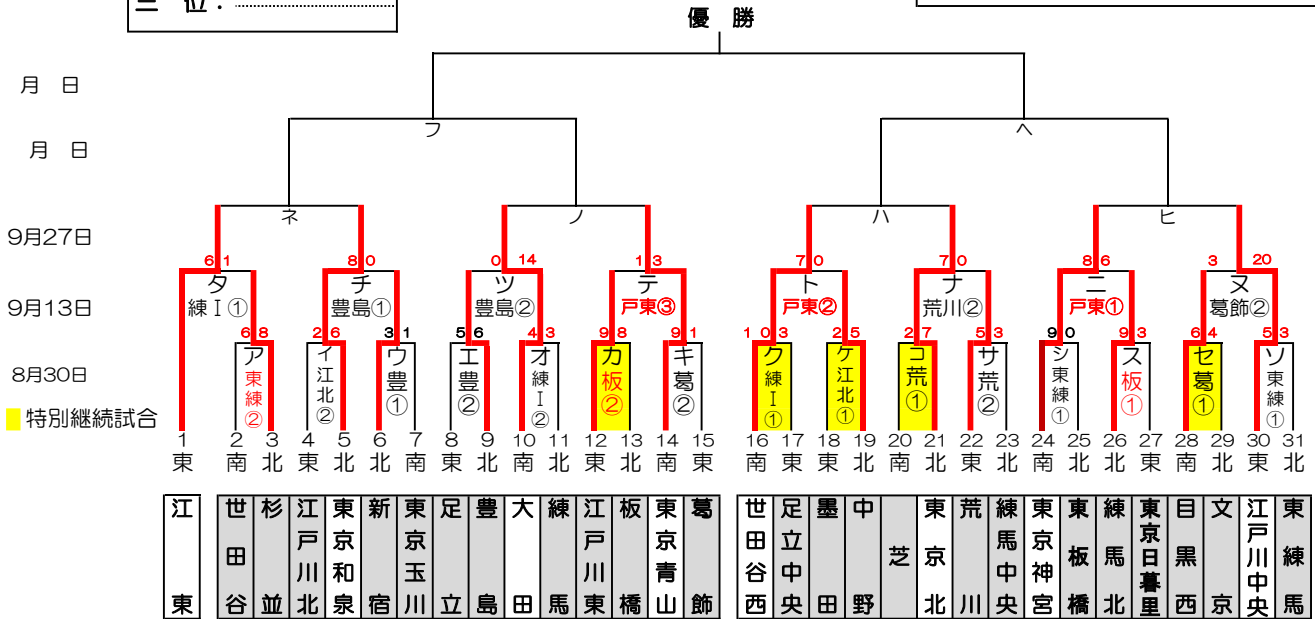 三 位：
優 勝
月 日
フ ヘ
月 日
ネ ノ ハ ヒ
9月27日
6 1 8 0 0 14 1 3 7 0 7 0 8 6 3 20
タ チ ツ テ ト ナ ニ ヌ
練Ⅰ① 豊島① 豊島② 戸東③ 戸東② 荒川② 戸東① 葛飾②
9月13日
6 8 2 6 3 1 5 6 4 3 9 8 9 1 10 3 2 5 2 7 5 3 9 0 9 3 6 4 5 3
ア東練② イ江北② ウ豊① エ豊② オ練Ⅰ② カ板② キ葛② ク練Ⅰ① ケ江北① コ荒① サ荒② シ東練① ス板① セ葛① ソ東練①
8月30日
特別継続試合
1 2 3 4 5 6 7 8 9 10 11 12 13 14 15 16 17 18 19 20 21 22 23 24 25 26 27 28 29 30 31
東 南 北 東 北 北 南 東 北 南 北 東 北 南 東 南 東 東 北 南 北 東 北 南 北 北 南 南 北 東 北
江東
世田谷
杉並
江戸川北
東京和泉
新宿
東京玉川
足立
豊島
大田
練馬
江戸川東
板橋
東京青山
葛飾
世田谷西
足立中央
墨田
中野
芝
東京北
荒川
練馬中央
東京神宮
東板橋
練馬北
東京日暮里
目黒西
文京
江戸川中央
東練馬